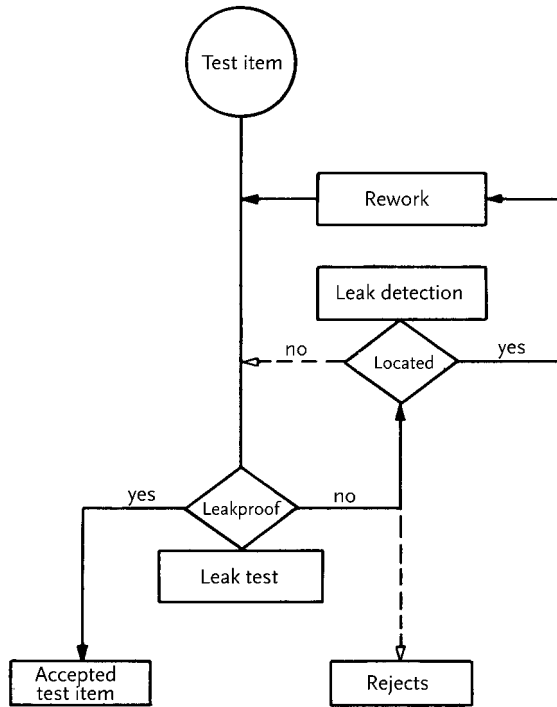 Test item
Rework
Leak detection
no
Located
yes
yes
Leakproof
no
Leak test
Accepted
test item
Rejects